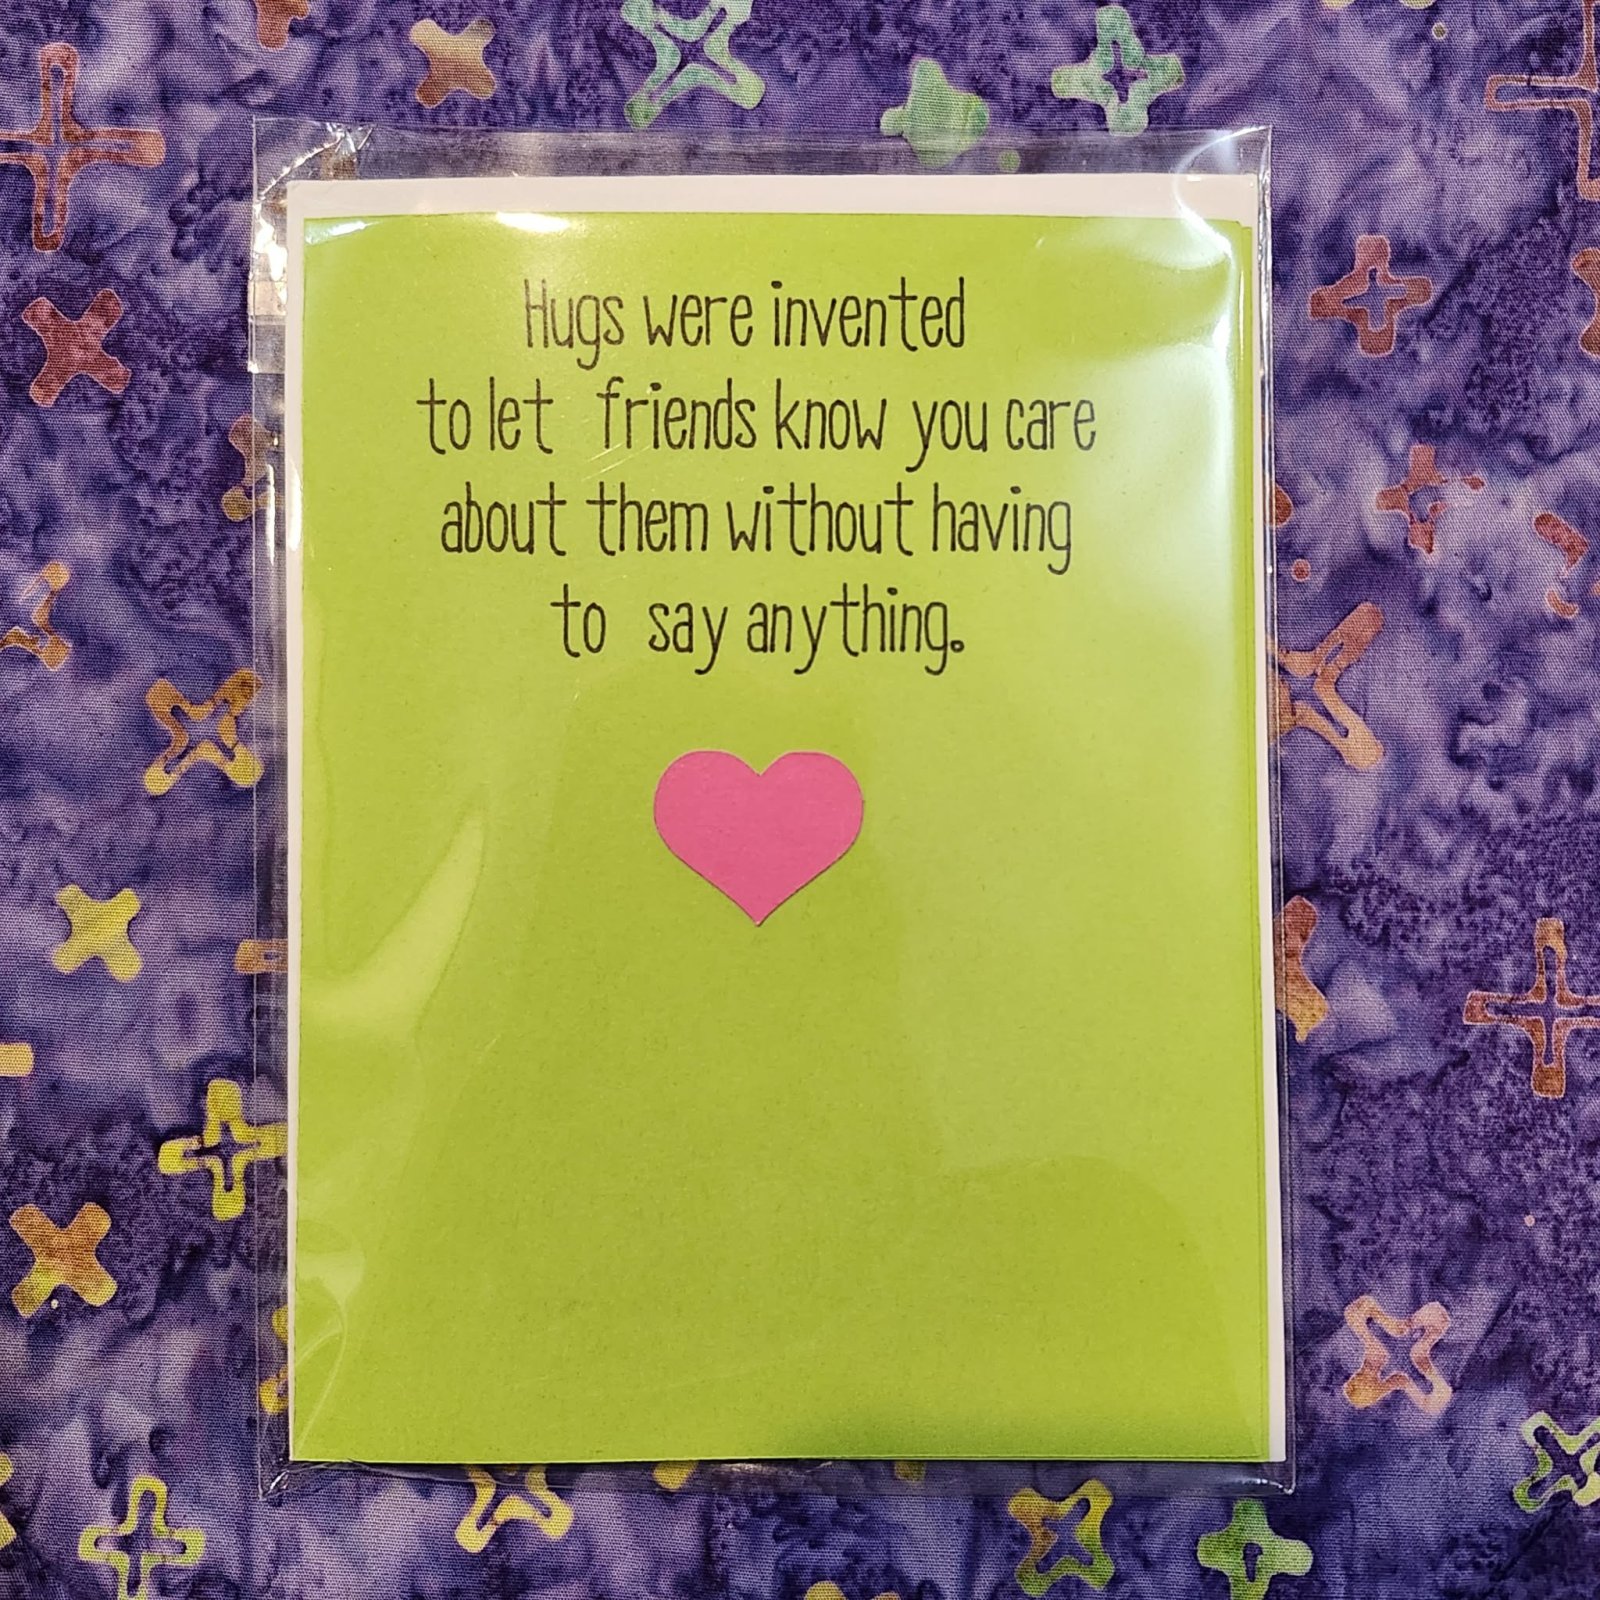 Hugs were invented
to let friends know you care
about them without having
to say anything.